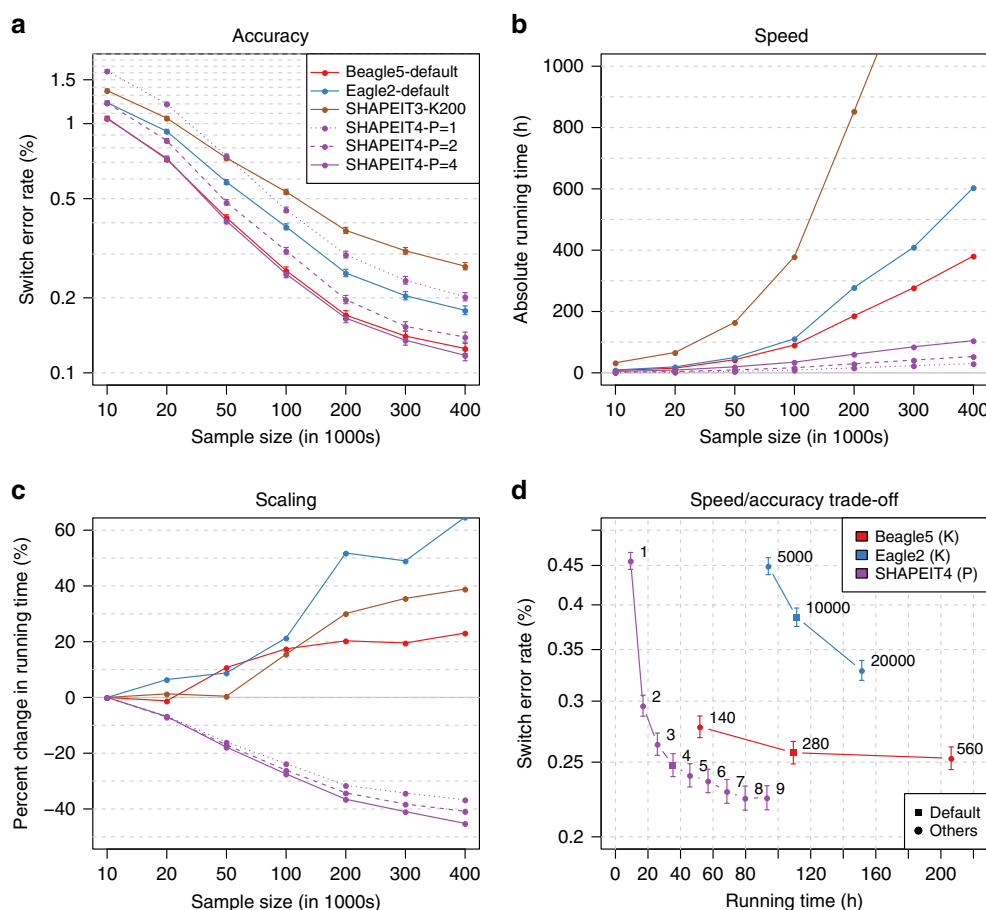 a
Accuracy
Switch error rate (%)
1.5
1
0.5
0.2
0.1
Beagle5-default
Eagle2-default
SHAPEIT3-K200
SHAPEIT4-P=1
SHAPEIT4-P=2
SHAPEIT4-P=4
10 20 50 100 200 300 400
Sample size (in 1000s)
b
Speed
Absolute running time (h)
1000
800
600
400
200
0
10 20 50 100 200 300 400
Sample size (in 1000s)
c
Scaling
Percent change in running time (%)
60
40
20
0
−20
−40
10 20 50 100 200 300 400
Sample size (in 1000s)
d
Speed/accuracy trade-off
Switch error rate (%)
0.45
0.4
0.35
0.3
0.25
0.2
Beagle5 (K)
Eagle2 (K)
SHAPEIT4 (P)
1
5000
10000
20000
2
3
140
280
560
4
5
6
7
8
9
Default
Others
0 20 40 60 80 120 160 200
Running time (h)